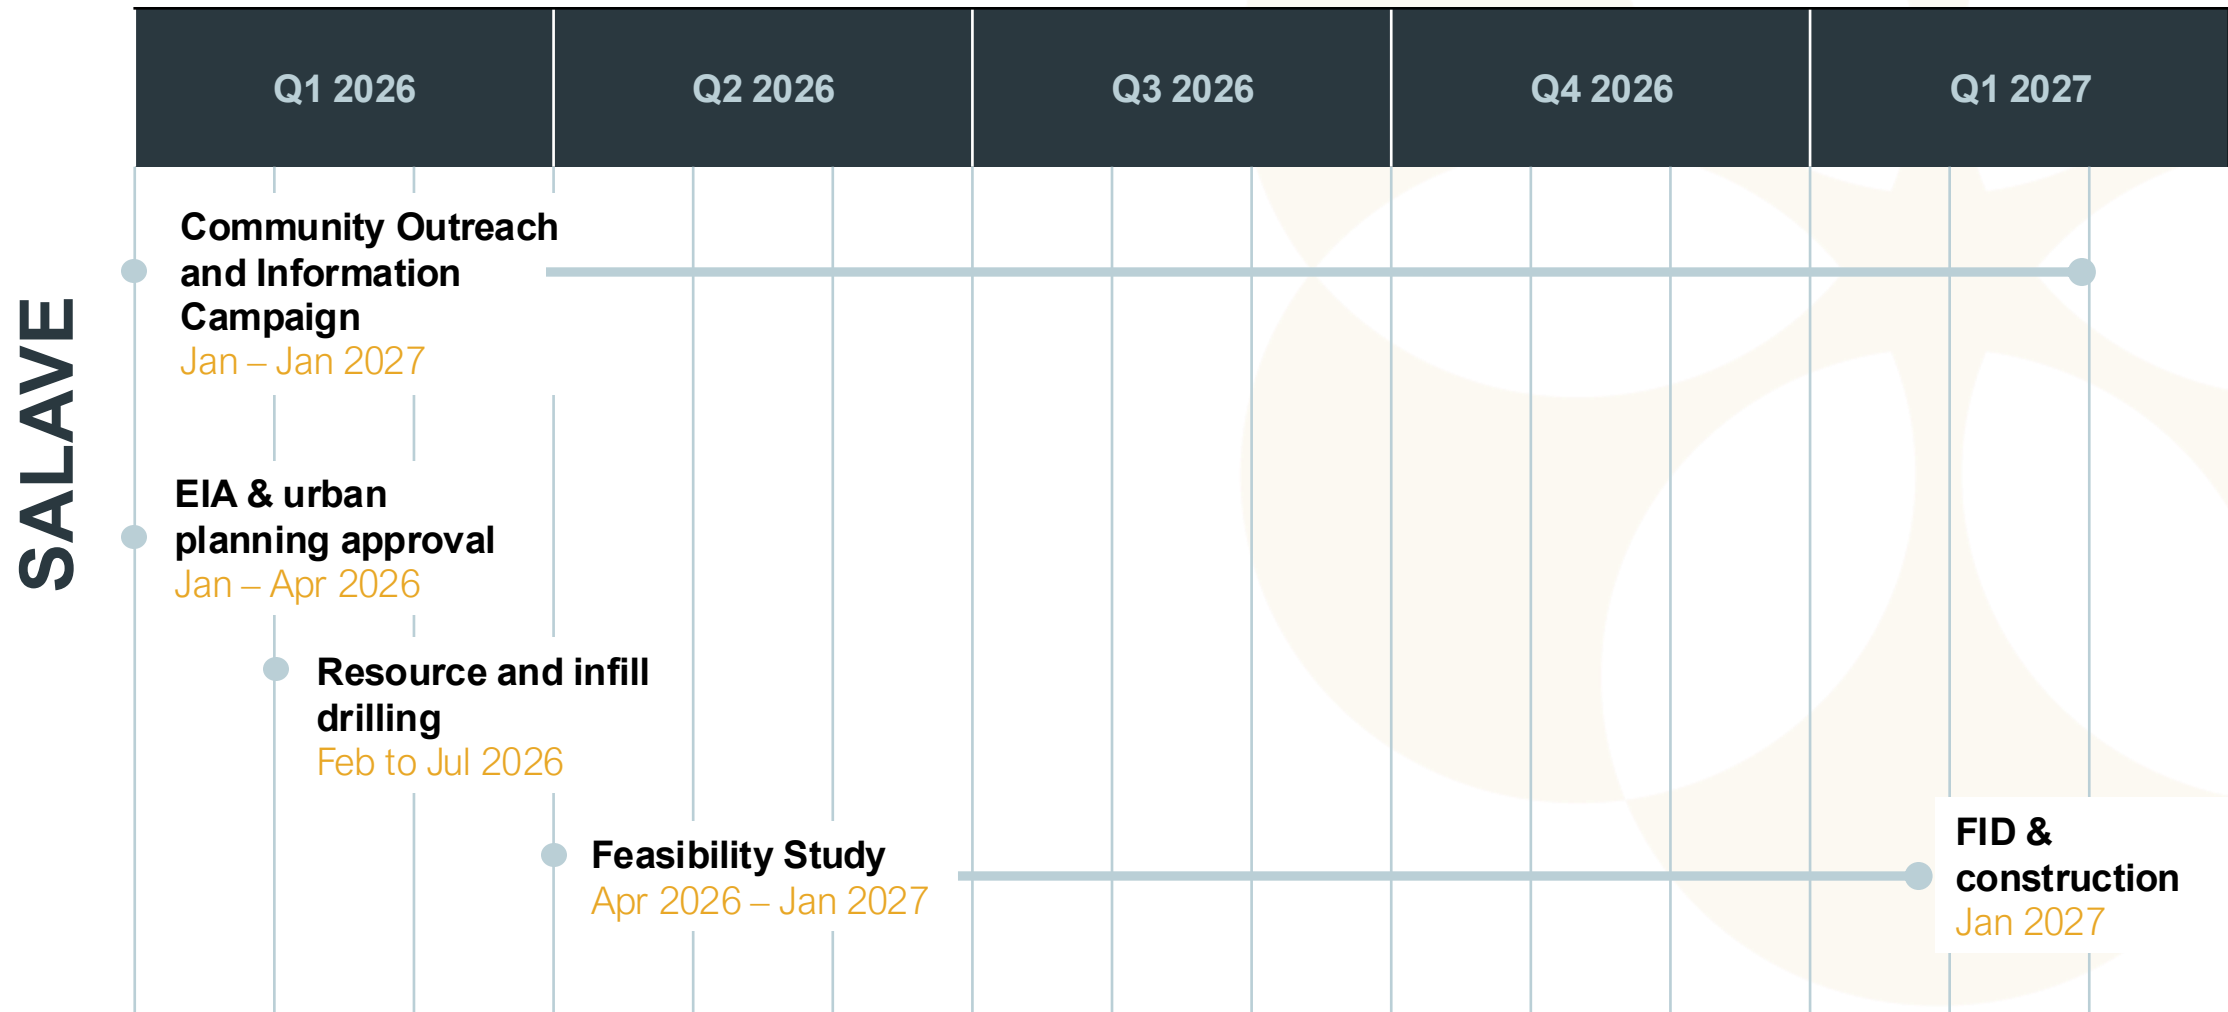 Q1 2026
Q2 2026
Q3 2026
Q4 2026
Q1 2027
SALAVE
Community Outreach
and Information
Campaign
Jan – Jan 2027
EIA & urban
planning approval
Jan – Apr 2026
Resource and infill
drilling
Feb to Jul 2026
Feasibility Study
Apr 2026 – Jan 2027
FID &
construction
Jan 2027